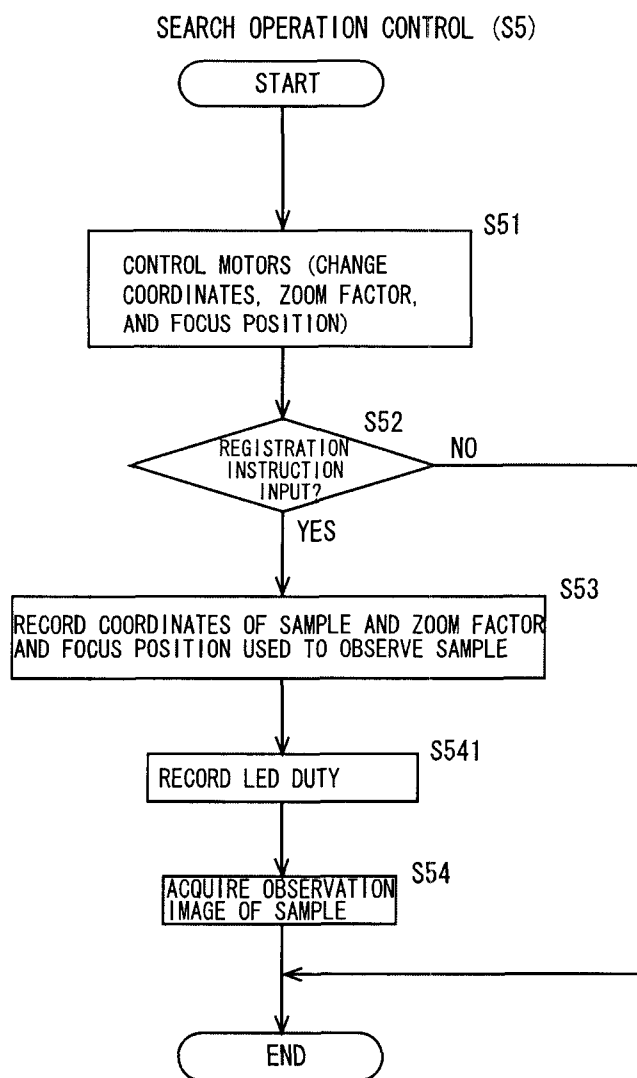 SEARCH OPERATION CONTROL (S5)
START
S51
CONTROL MOTORS (CHANGE
COORDINATES, ZOOM FACTOR,
AND FOCUS POSITION)
S52
REGISTRATION
INSTRUCTION
INPUT?
NO
YES
S53
RECORD COORDINATES OF SAMPLE AND ZOOM FACTOR
AND FOCUS POSITION USED TO OBSERVE SAMPLE
S541
RECORD LED DUTY
S54
ACQUIRE OBSERVATION
IMAGE OF SAMPLE
END